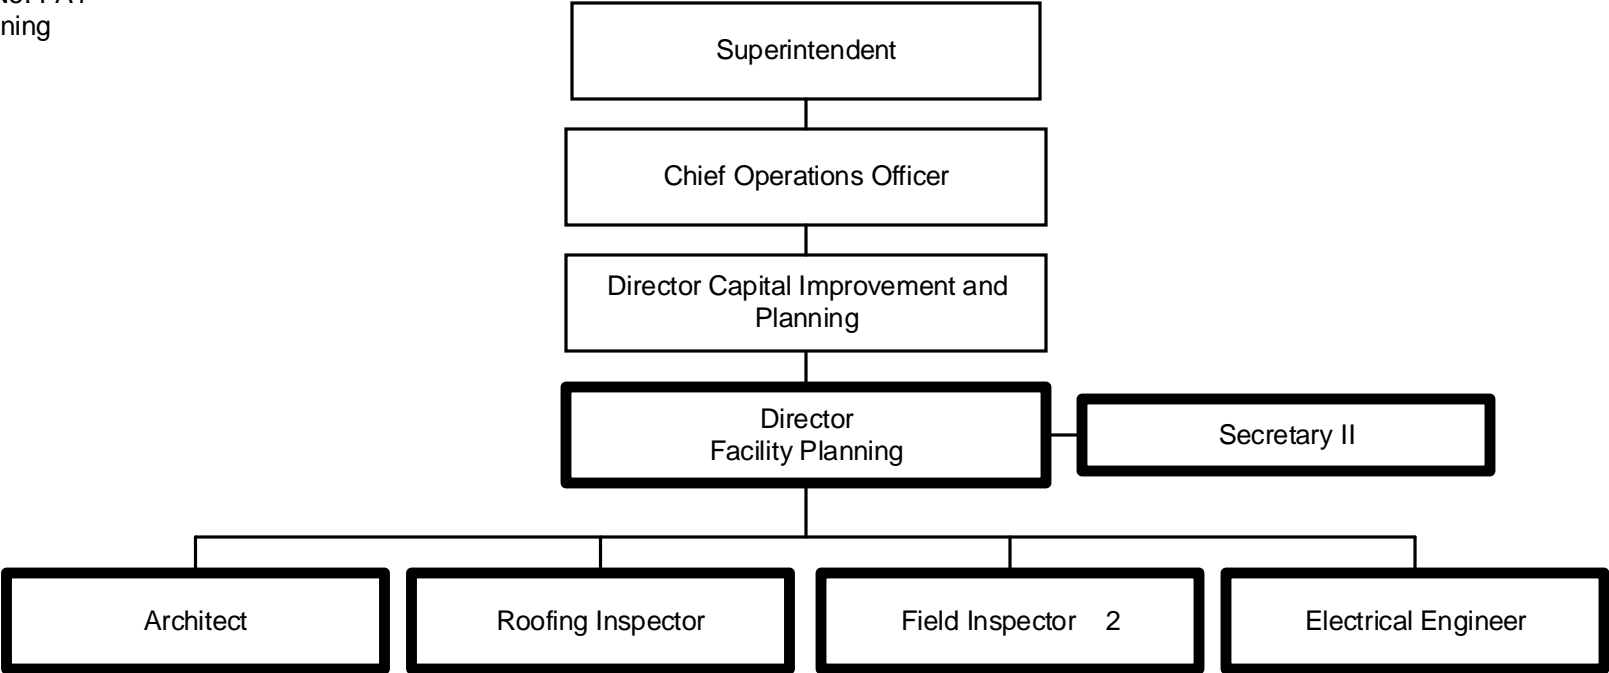 ning
Superintendent
Chief Operations Officer
Director Capital Improvement and
Planning
Director
Facility Planning
Secretary II
Architect
Roofing Inspector
Field Inspector 2
Electrical Engineer